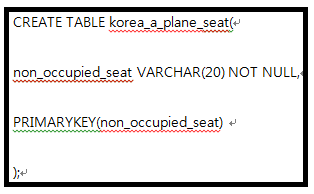 CREATE TABLE korea_a_plane_seat(
non_occupied_seat VARCHAR(20) NOT NULL,
PRIMARYKEY(non_occupied_seat)
);